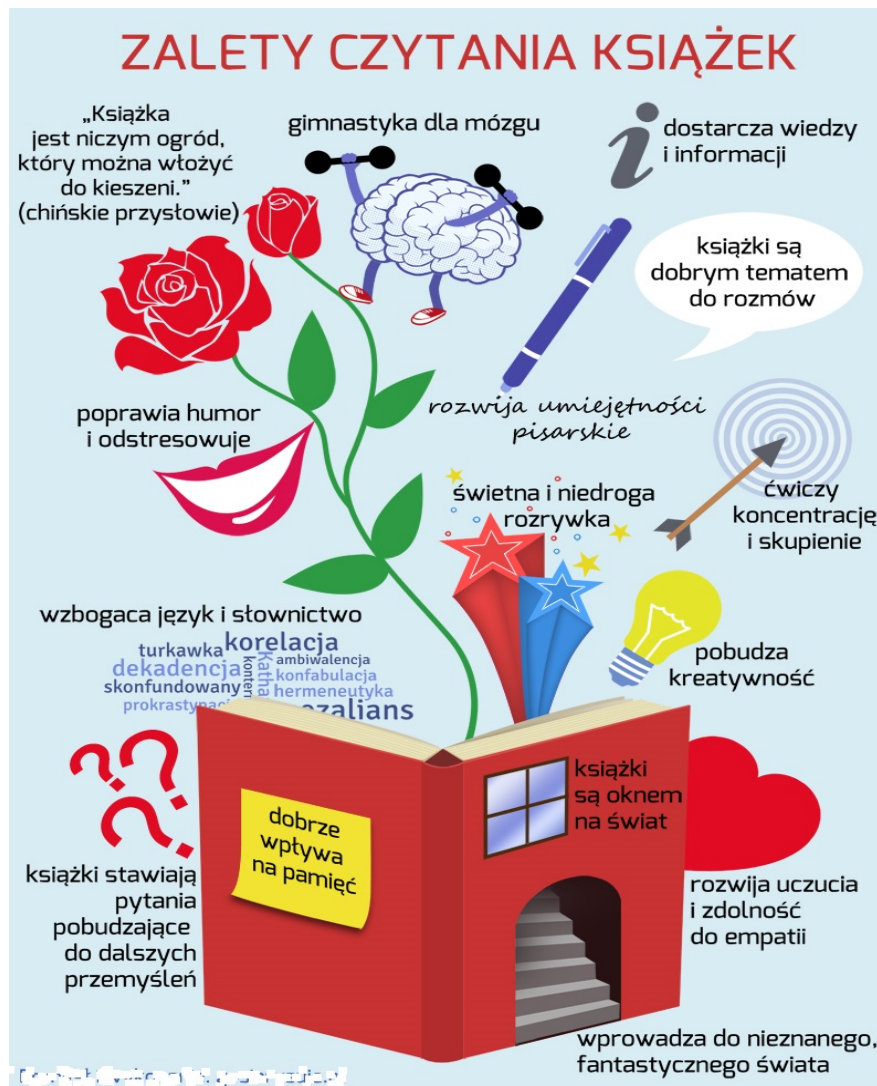 ZALETY CZYTANIA KSIĄŻEK
„Książka
jest niczym ogród,
który można włożyć
do kieszeni.”
(chińskie przysłowie)
gimnastyka dla mózgu
dostarcza wiedzy
i informacji
książki są
dobrym tematem
do rozmów
rozwija umiejętności
pisarskie
poprawia humor
i odstresowuje
świetna i niedroga
rozrywka
ćwiczy
koncentrację
i skupienie
wzbogaca język i słownictwo
turkawka
korelacja
dekadencja
ambiwalencja
konfabulacja
skonfundowany
hermeneutyka
pobudza
kreatywność
książki
są oknem
na świat
dobrze
wpływa
na pamięć
książki stawiają
pytania
pobudzające
do dalszych
przemyśleń
rozwija uczucia
i zdolność
do empatii
wprowadza do nieznanego,
fantastycznego świata